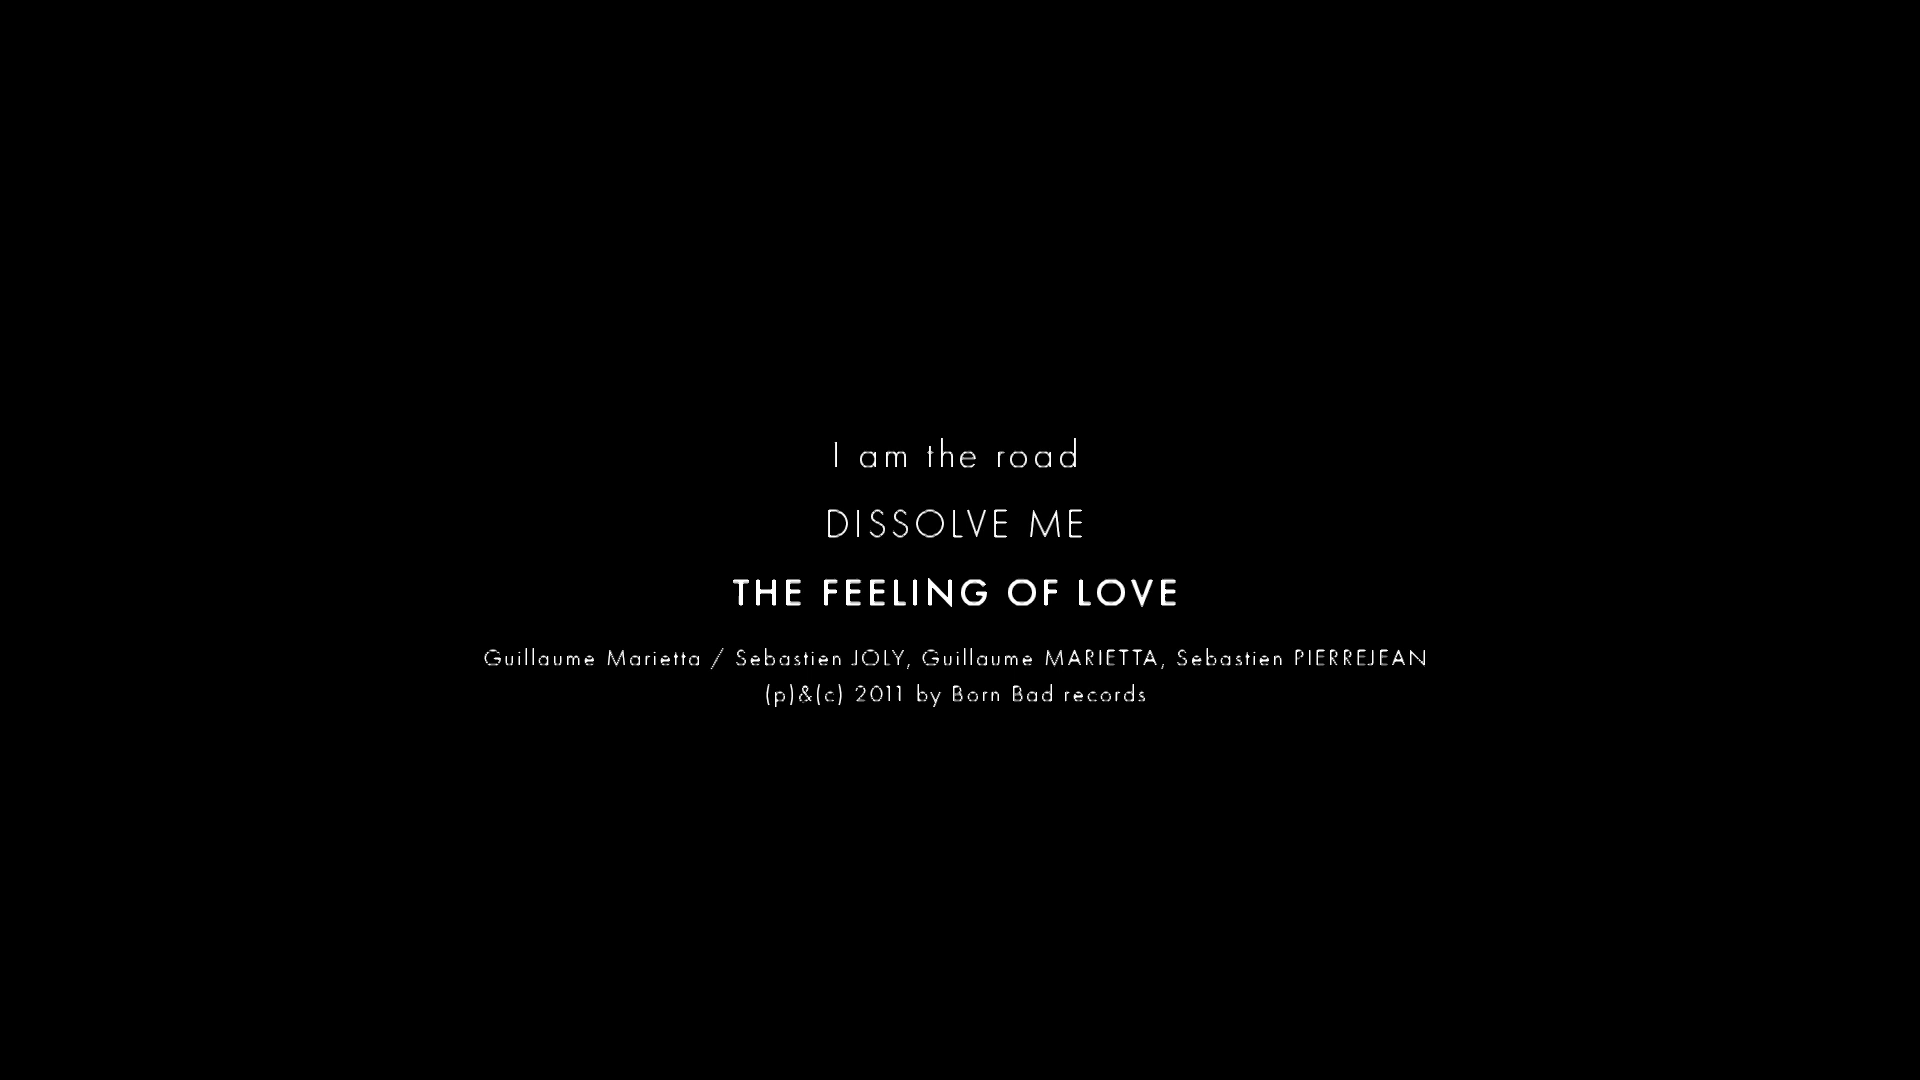 I am the road
DISSOLVE ME
THE FEELING OF LOVE
Guillaume Marietta / Sebastien JOLY, Guillaume MARIETTA, Sebastien PIERREJEAN
(p)&(c) 2011 by Born Bad records